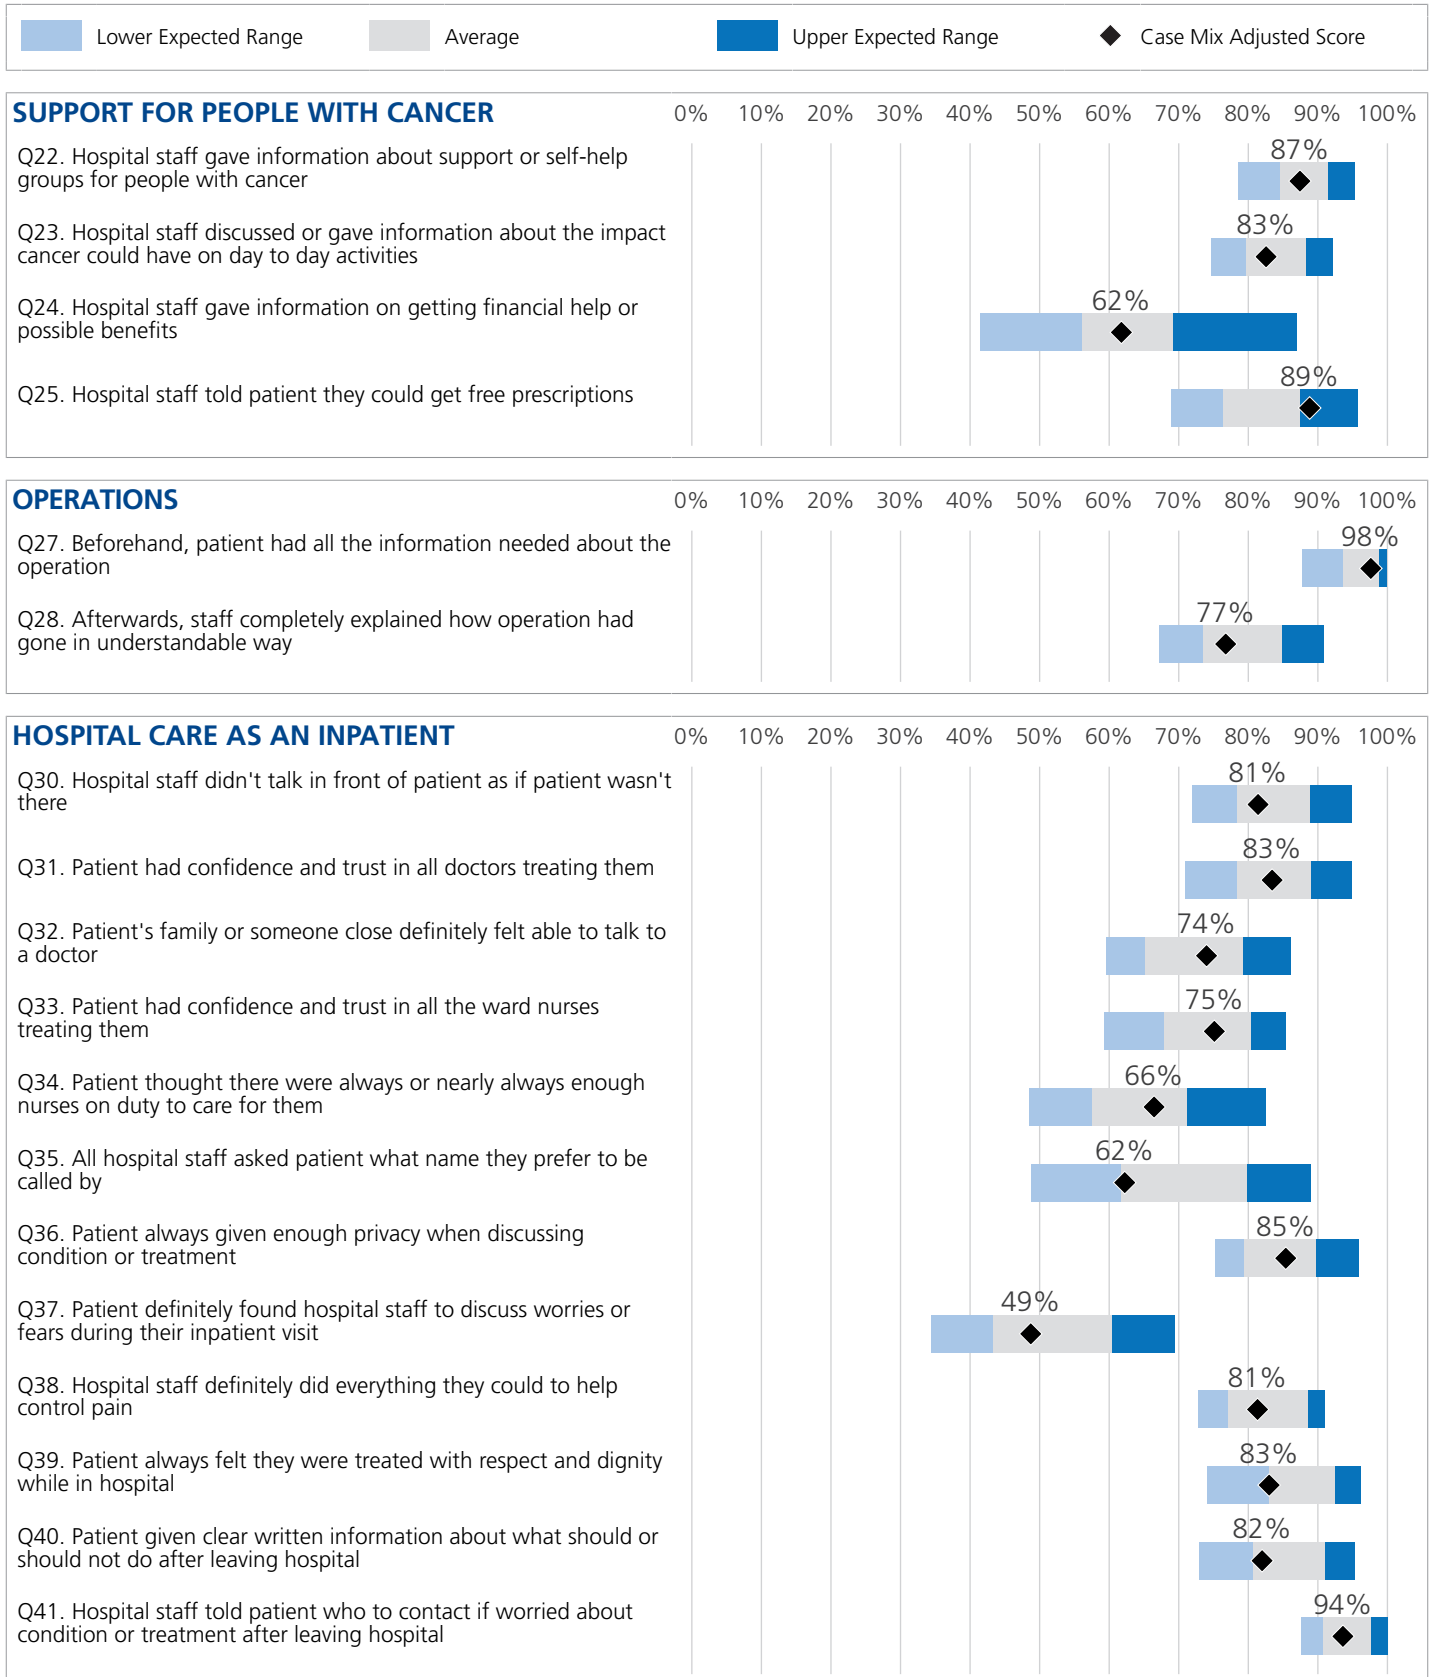 Lower Expected Range
Average
Upper Expected Range
Case Mix Adjusted Score
SUPPORT FOR PEOPLE WITH CANCER
0% 10% 20% 30% 40% 50% 60% 70% 80% 90% 100%
Q22. Hospital staff gave information about support or self-help
groups for people with cancer
87%
Q23. Hospital staff discussed or gave information about the impact
cancer could have on day to day activities
83%
Q24. Hospital staff gave information on getting financial help or
possible benefits
62%
Q25. Hospital staff told patient they could get free prescriptions
89%
OPERATIONS
0% 10% 20% 30% 40% 50% 60% 70% 80% 90% 100%
Q27. Beforehand, patient had all the information needed about the
operation
98%
Q28. Afterwards, staff completely explained how operation had
gone in understandable way
77%
HOSPITAL CARE AS AN INPATIENT
0% 10% 20% 30% 40% 50% 60% 70% 80% 90% 100%
Q30. Hospital staff didn't talk in front of patient as if patient wasn't
there
81%
Q31. Patient had confidence and trust in all doctors treating them
83%
Q32. Patient's family or someone close definitely felt able to talk to
a doctor
74%
Q33. Patient had confidence and trust in all the ward nurses
treating them
75%
Q34. Patient thought there were always or nearly always enough
nurses on duty to care for them
66%
Q35. All hospital staff asked patient what name they prefer to be
called by
62%
Q36. Patient always given enough privacy when discussing
condition or treatment
85%
Q37. Patient definitely found hospital staff to discuss worries or
fears during their inpatient visit
49%
Q38. Hospital staff definitely did everything they could to help
control pain
81%
Q39. Patient always felt they were treated with respect and dignity
while in hospital
83%
Q40. Patient given clear written information about what should or
should not do after leaving hospital
82%
Q41. Hospital staff told patient who to contact if worried about
condition or treatment after leaving hospital
94%